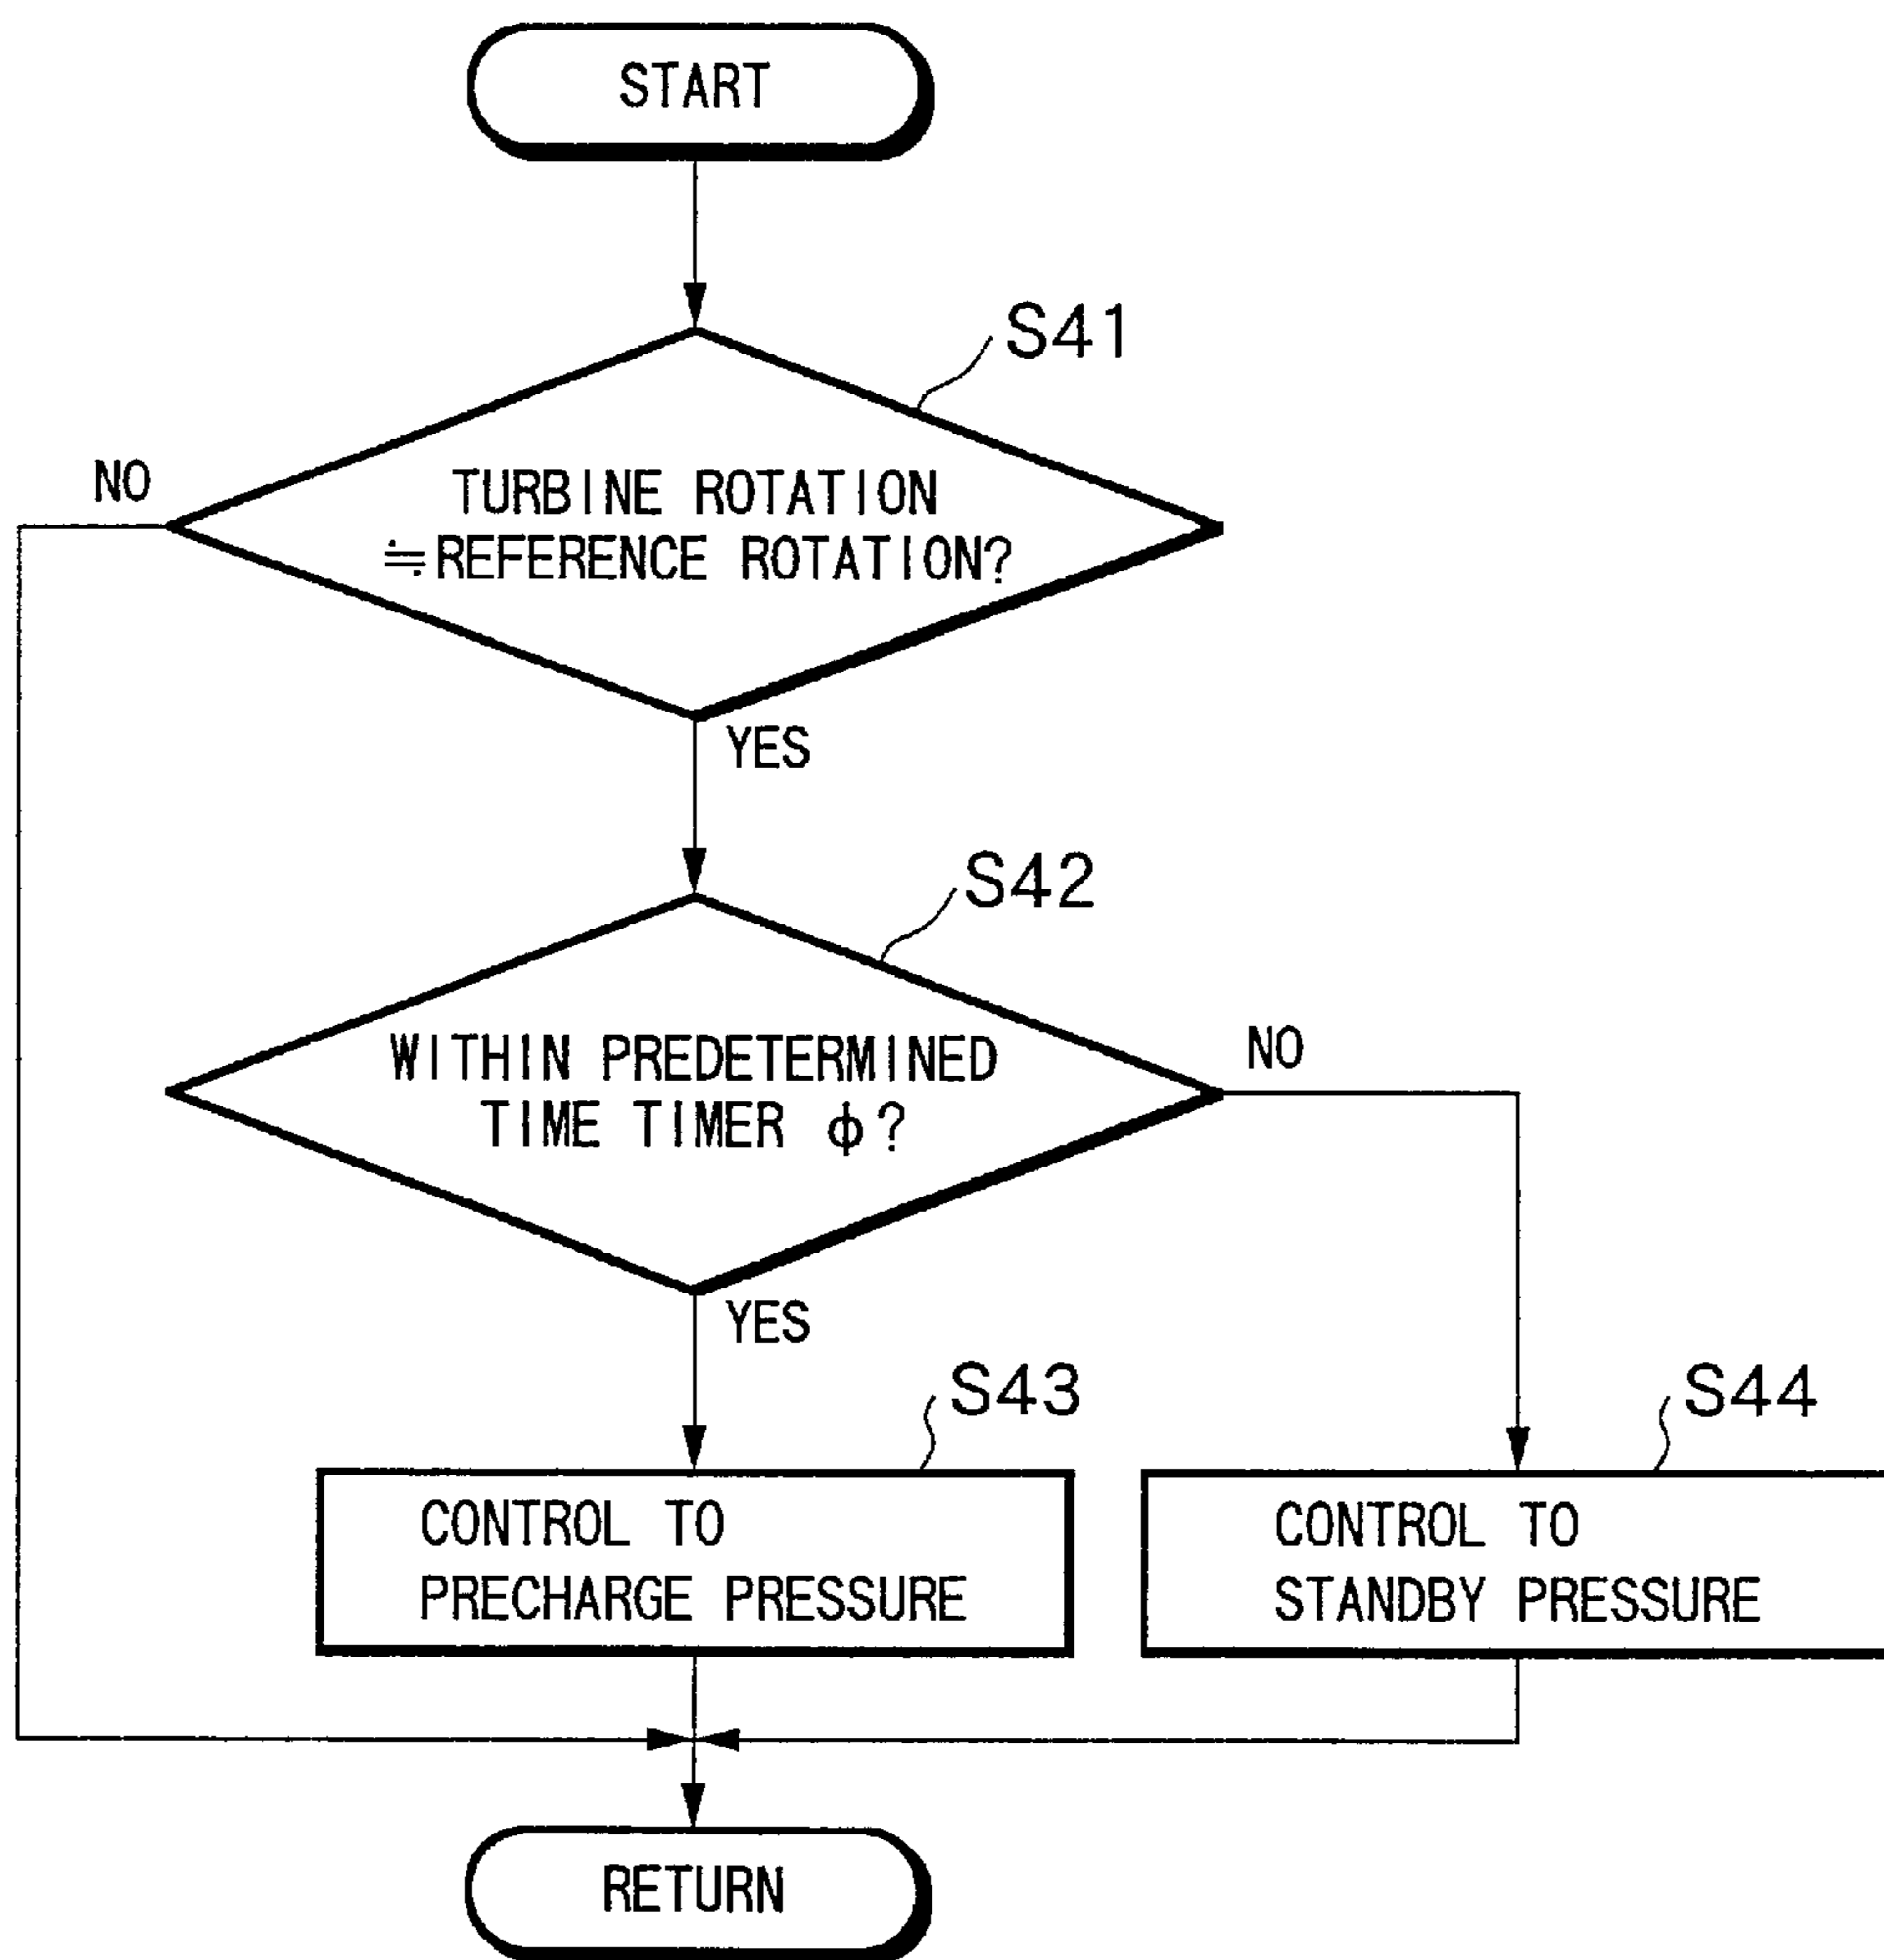 START
S41
NO
TURBINE ROTATION
≒REFERENCE ROTATION?
YES
S42
WITHIN PREDETERMINED
TIME TIMER φ?
NO
YES
S43
S44
CONTROL TO
PRECHARGE PRESSURE
CONTROL TO
STANDBY PRESSURE
RETURN